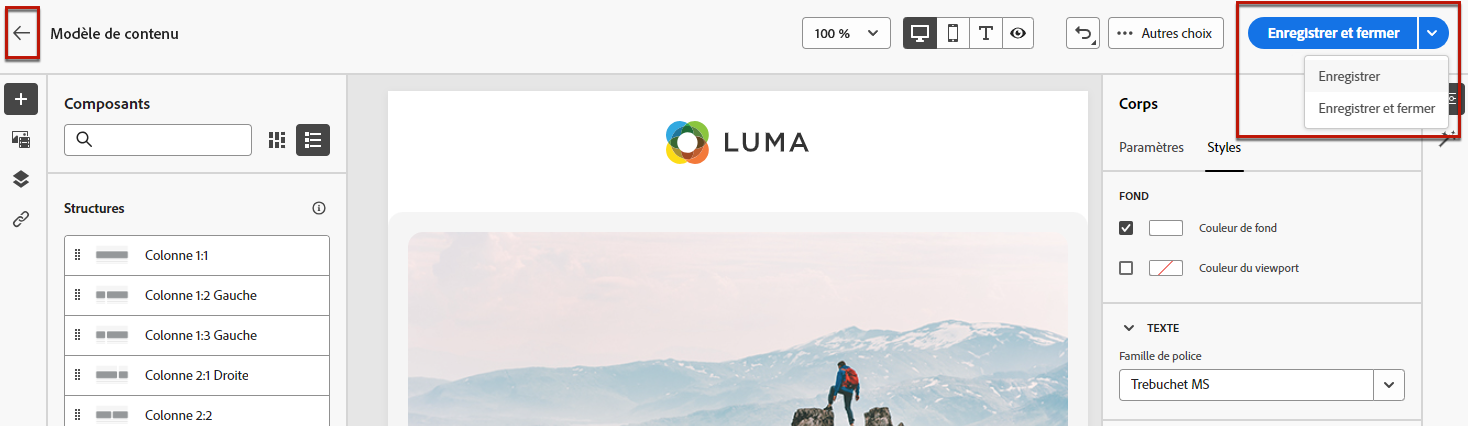 Modèle de contenu
100 %
T
Autres choix
Enregistrer et fermer
Enregistrer
Enregistrer et fermer
Composants
Structures
Colonne 1:1
Colonne 1:2 Gauche
Colonne 1:3 Gauche
Colonne 2:1 Droite
Colonne 2:2
LUMA
Corps
Paramètres
Styles
FOND
Couleur de fond
Couleur du viewport
TEXTE
Famille de police
Trebuchet MS